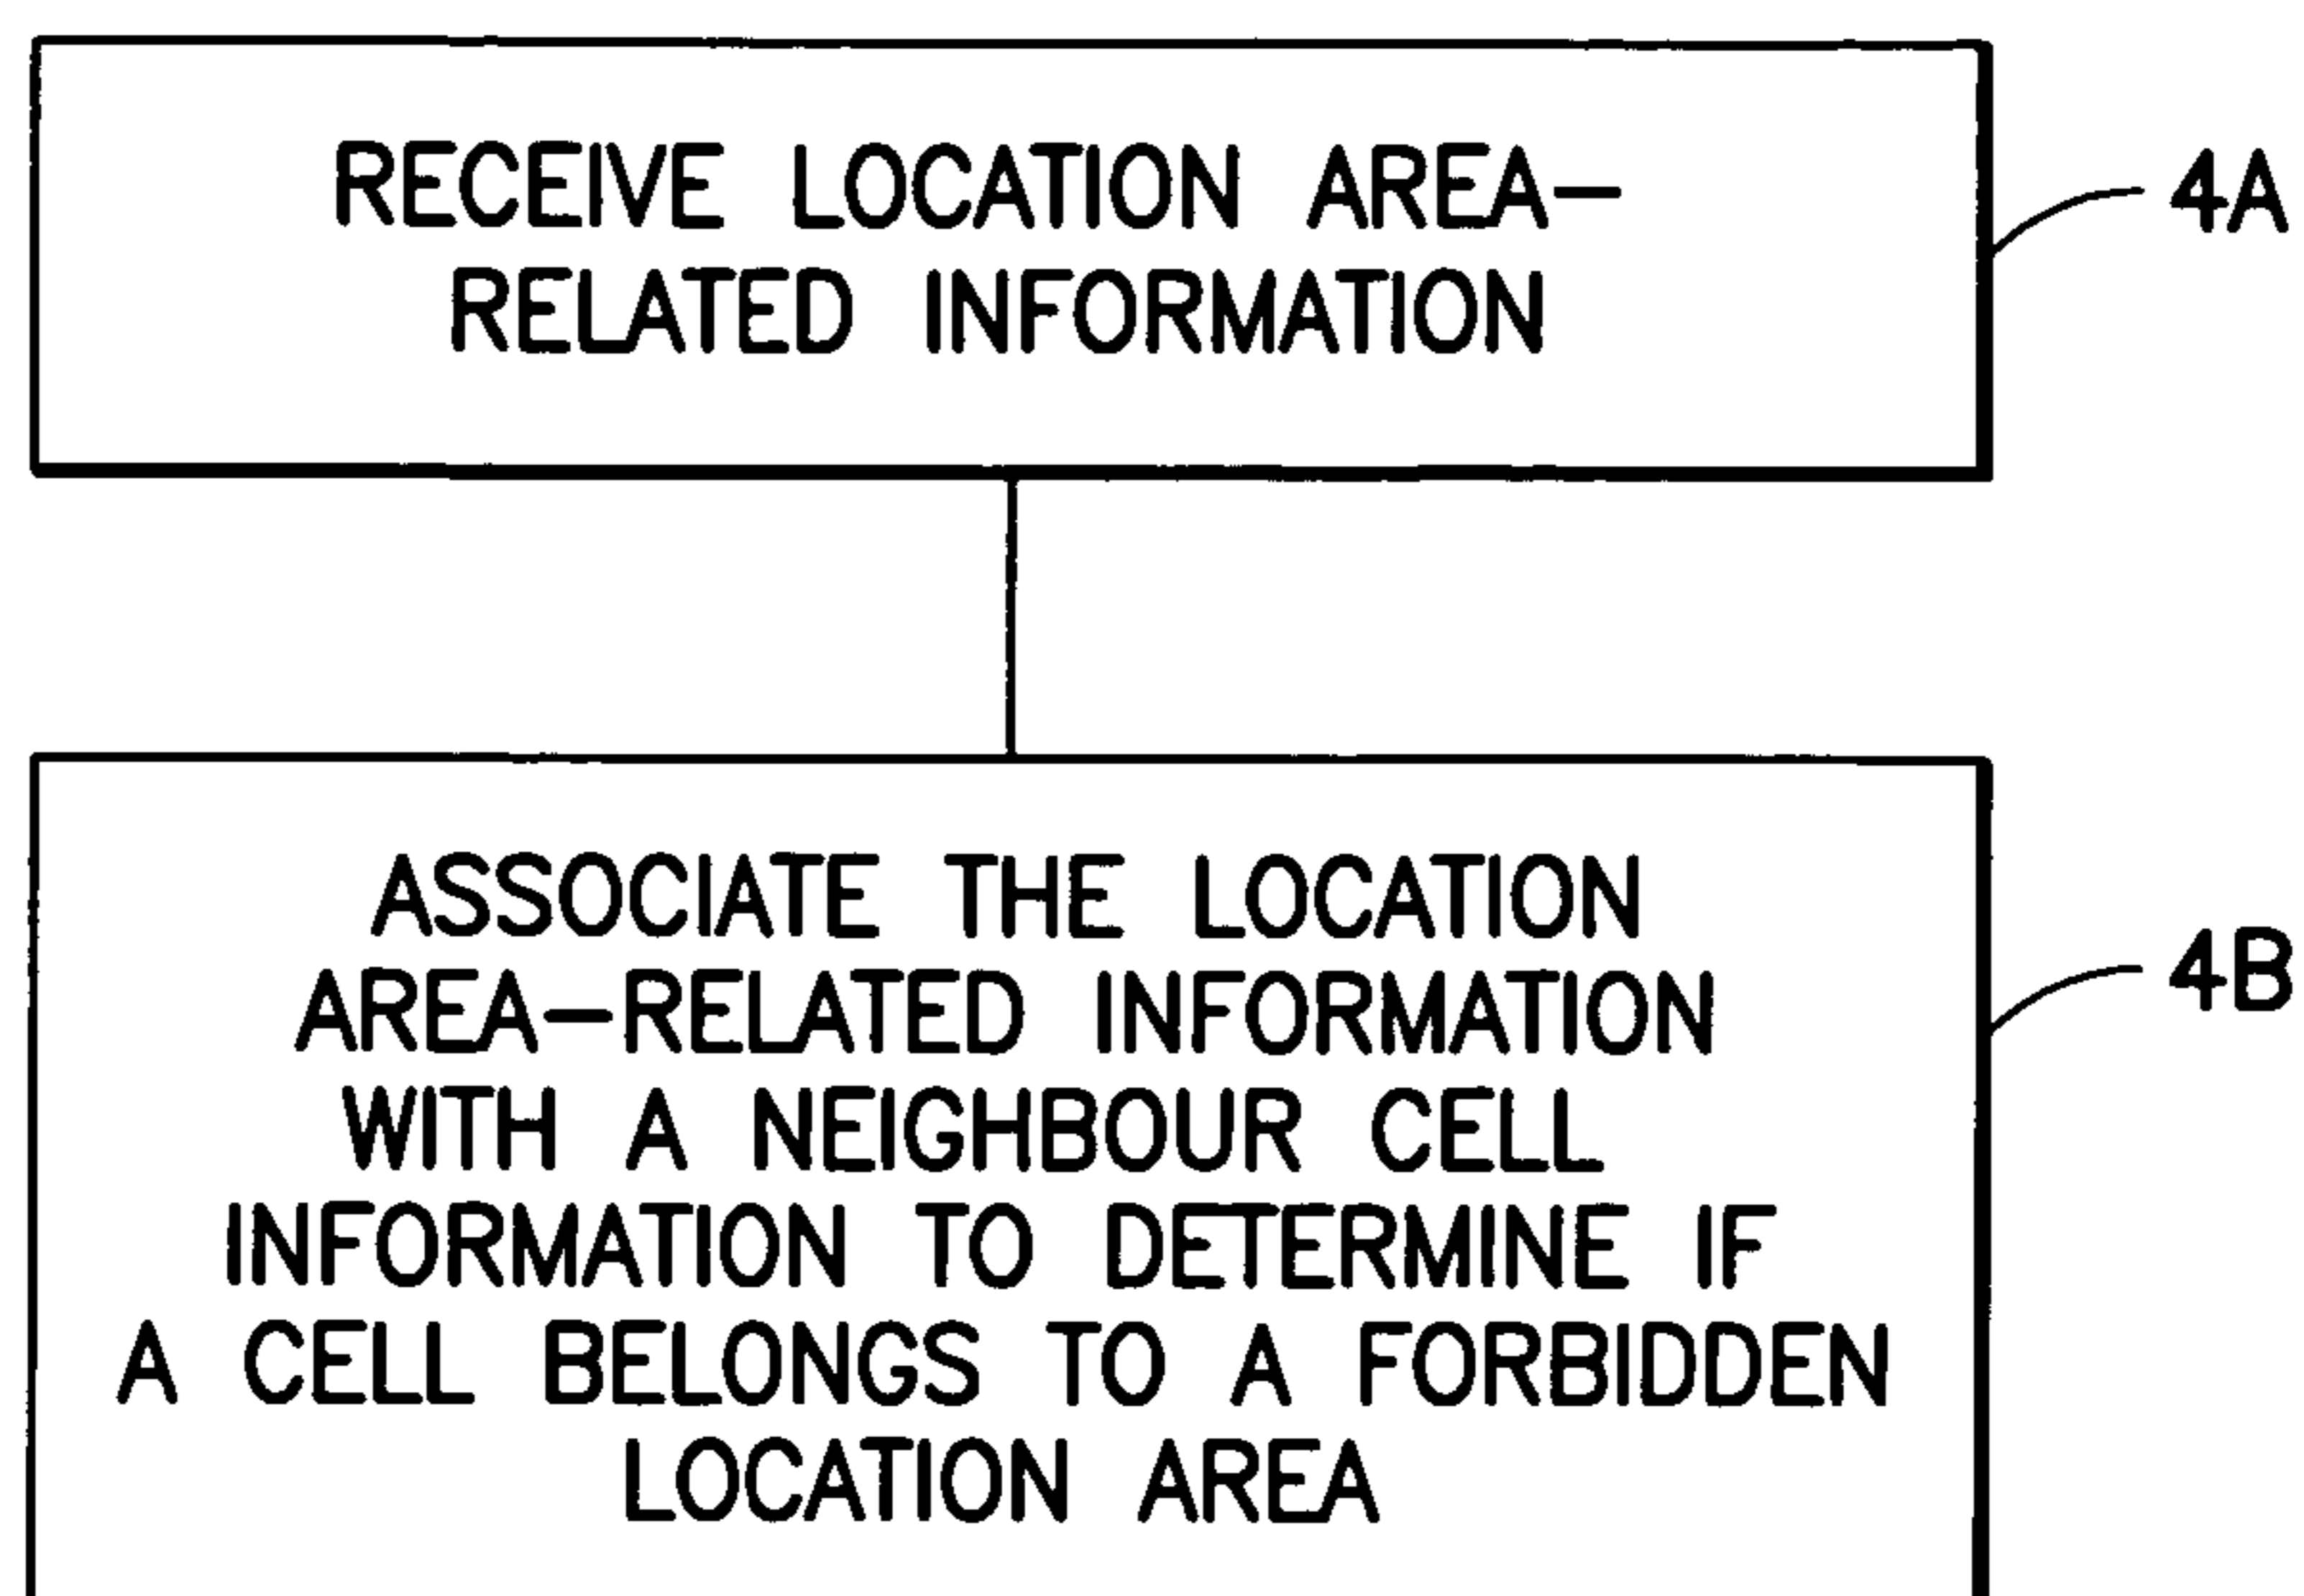 RECEIVE LOCATION AREA-
RELATED INFORMATION
4A
ASSOCIATE THE LOCATION
AREA-RELATED INFORMATION
WITH A NEIGHBOUR CELL
INFORMATION TO DETERMINE IF
A CELL BELONGS TO A FORBIDDEN
LOCATION AREA
4B